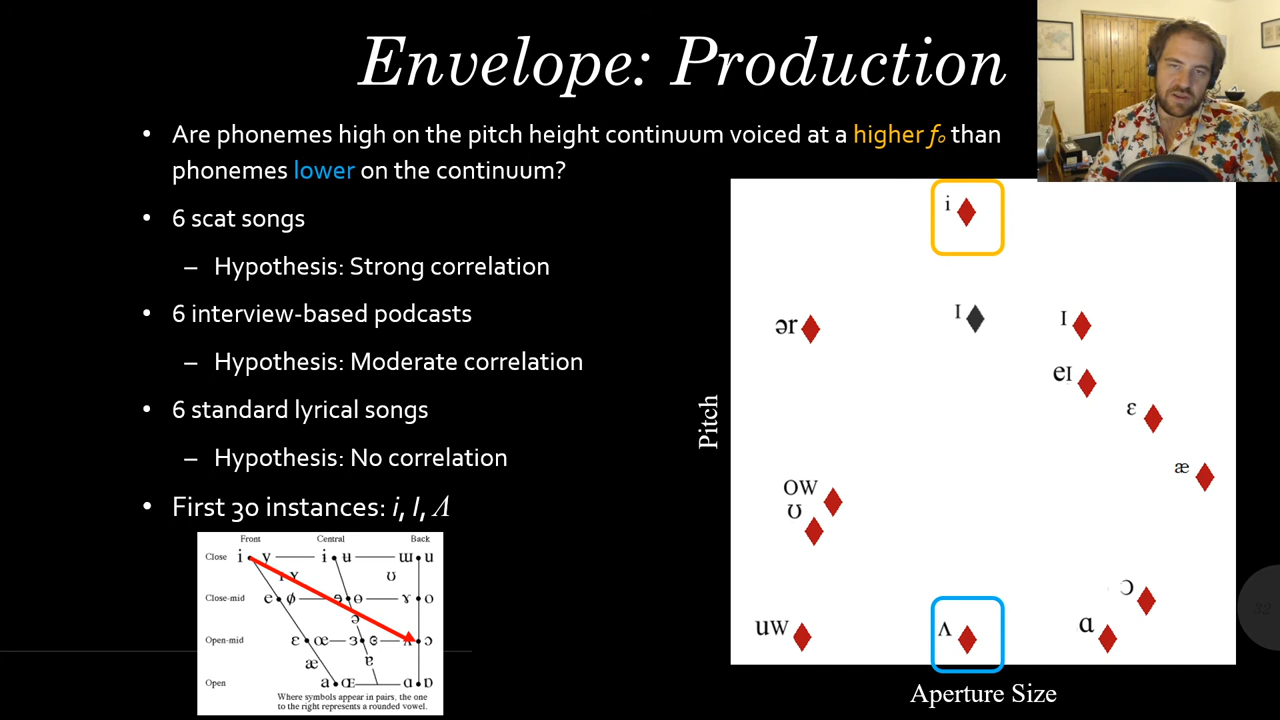 Envelope: Production
• Are phonemes high on the pitch height continuum voiced at a higher fₒ than
phonemes lower on the continuum?
• 6 scat songs
– Hypothesis: Strong correlation
• 6 interview-based podcasts
– Hypothesis: Moderate correlation
• 6 standard lyrical songs
– Hypothesis: No correlation
• First 30 instances: i, I, Λ
Front Central Back
Close i y ɨ ʉ ɯ u
ʊ
Close-mid e ø ɘ ɵ ɤ o
ə
Open-mid ɛ œ ɜ ɞ ʌ ɔ
æ ɐ
Open a Œ ɑ ɒ
Where symbols appear in pairs, the one
to the right represents a rounded vowel.
Pitch
i
ər
I
I
eɪ
ε
æ
ow
ʊ
ɔ
uw
ʌ
ɑ
Aperture Size